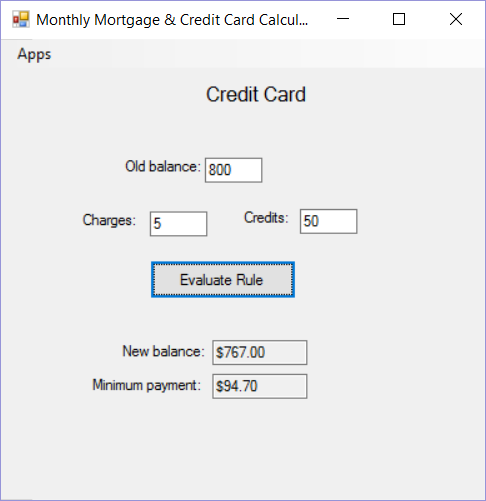 Monthly Mortgage & Credit Card Calcul...
Apps
Credit Card
Old balance: 800
Charges: 5 Credits: 50
Evaluate Rule
New balance: $767.00
Minimum payment: $94.70